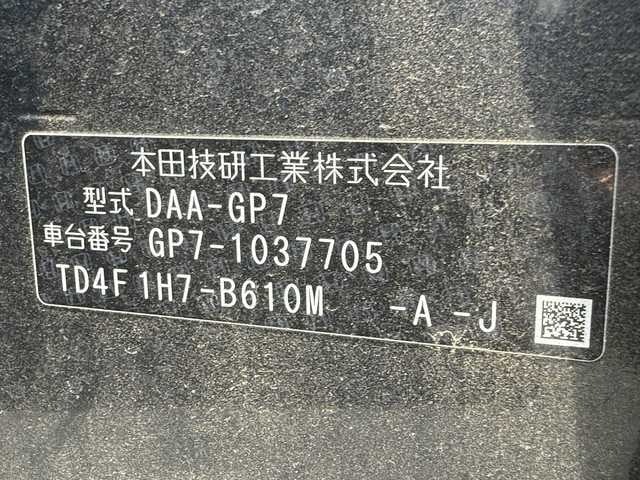 本田技研工業株式会社
型式 DAA-GP7
車台番号 GP7-1037705
TD4F1H7-B610M -A -J